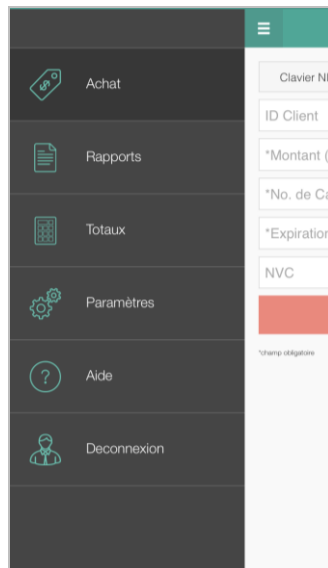 Achat
Rapports
Totaux
Paramètres
Aide
Deconnexion
Clavier
ID Client
*Montant (
*No. de
*Expiration
NVC
*champ obligatoire